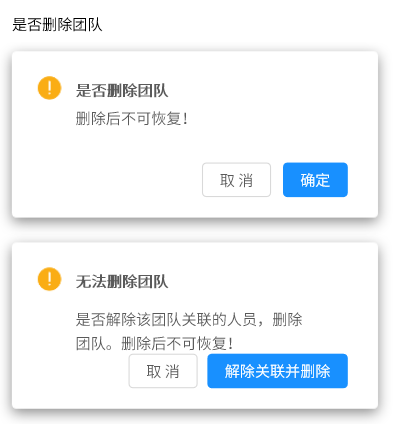 是否删除团队
是否删除团队
删除后不可恢复！
取 消
确定
无法删除团队
是否解除该团队关联的人员，删除
团队。删除后不可恢复！
取 消
解除关联并删除